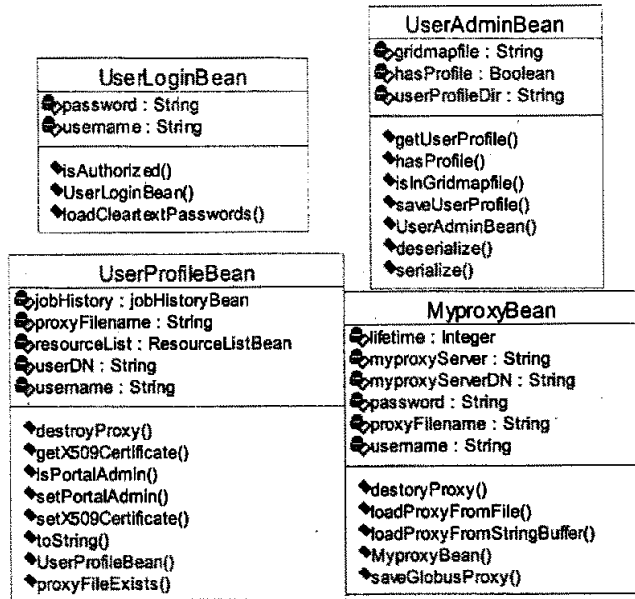 UserLoginBean
password : String
username : String
isAuthorized()
UserLoginBean()
loadCleartextPasswords()
UserAdminBean
gridmapfile : String
hasProfile : Boolean
userProfileDir : String
getUserProfile()
hasProfile()
isInGridmapfile()
saveUserProfile()
UserAdminBean()
deserialize()
serialize()
UserProfileBean
jobHistory : jobHistoryBean
proxyFilename : String
resourceList : ResourceListBean
userDN : String
username : String
destroyProxy()
getX509Certificate()
isPortalAdmin()
setPortalAdmin()
setX509Certificate()
toString()
UserProfileBean()
proxyFileExists()
MyproxyBean
lifetime : Integer
myproxyServer : String
myproxyServerDN : String
password : String
proxyFilename : String
username : String
destoryProxy()
loadProxyFromFile()
loadProxyFromStringBuffer()
MyproxyBean()
saveGlobusProxy()